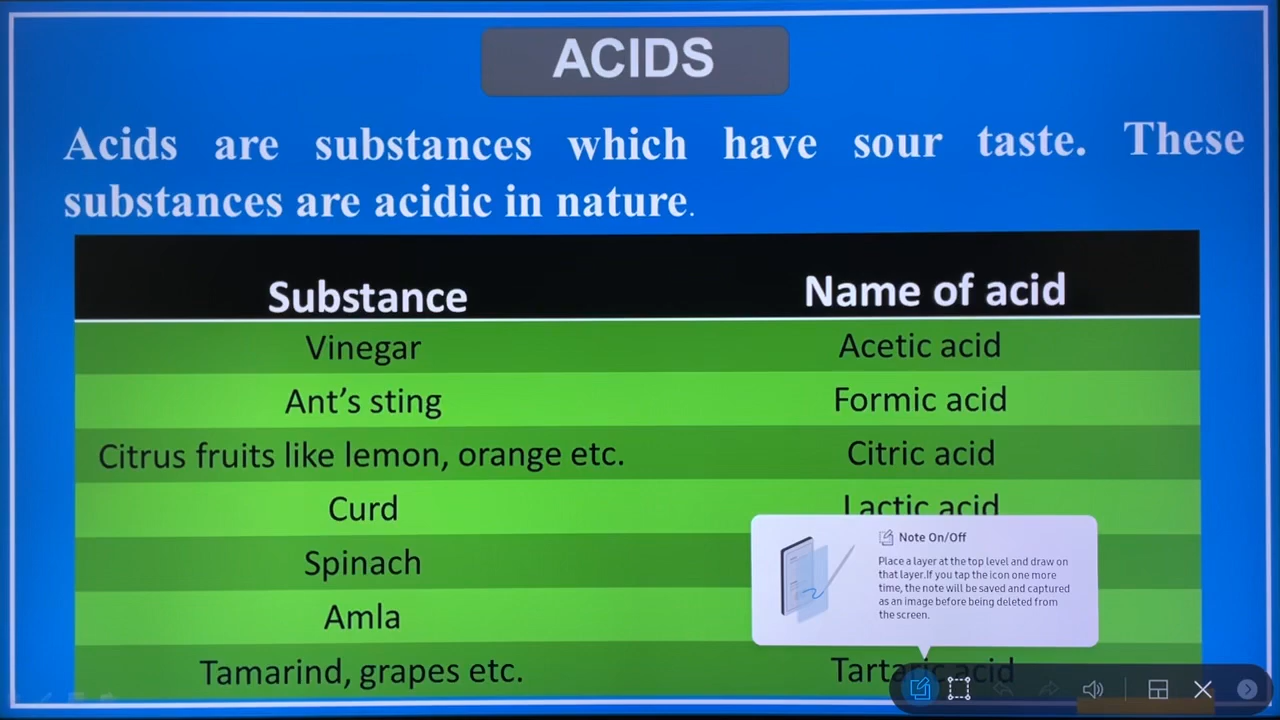 ACIDS
Acids are substances which have sour taste. These
substances are acidic in nature.
Substance Name of acid
Vinegar Acetic acid
Ant's sting Formic acid
Citrus fruits like lemon, orange etc. Citric acid
Curd Lactic acid
Spinach
Amla
Tamarind, grapes etc. Tartaric acid
Note On/Off
Place a layer at the top level and draw on
that layer.If you tap the icon one more
time, the note will be saved and captured
as an image before being deleted from
the screen.